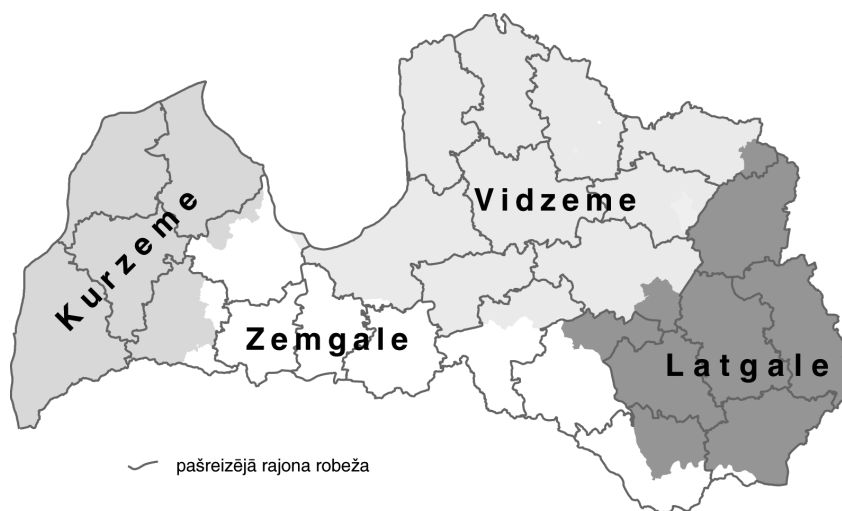 Vidzeme
Kurzeme
Zemgale
Latgale
pašreizējā rajona robeža